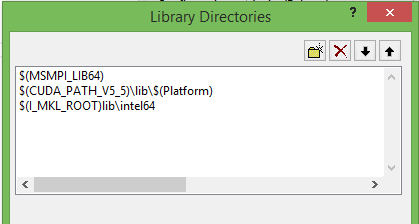 Library Directories
?
$(MSMPI_LIB64)
$(CUDA_PATH_V5_5)\lib\$(Platform)
$(I_MKL_ROOT)lib\intel64